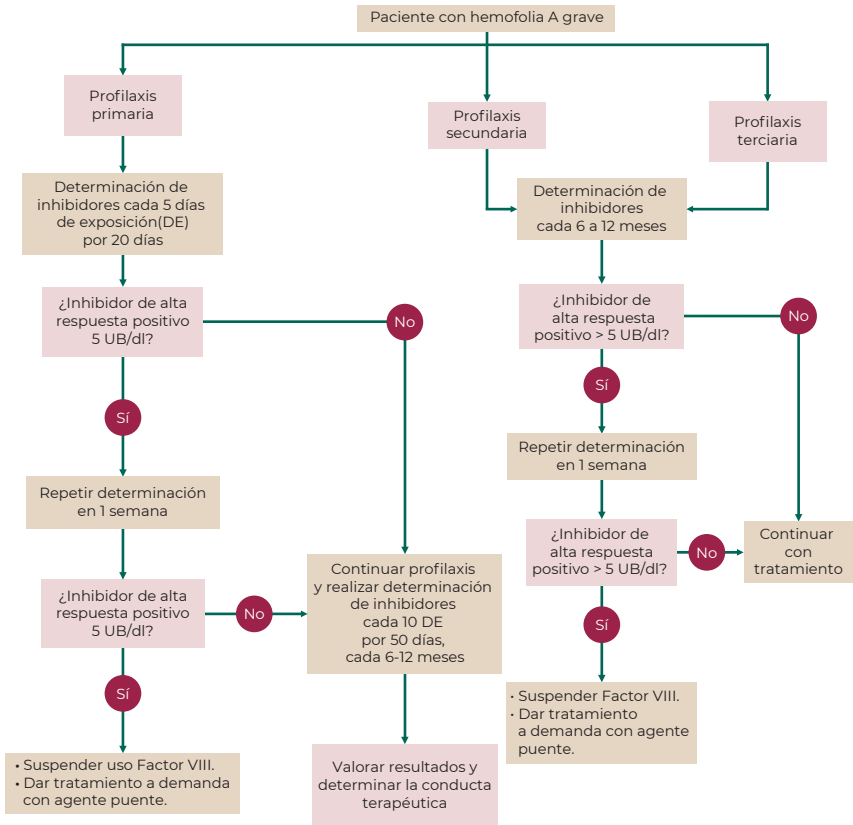 Paciente con hemofolia A grave
Profilaxis
primaria
Profilaxis
secundaria
Profilaxis
terciaria
Determinación de
inhibidores cada 5 días
de exposición(DE)
por 20 días
Determinación de
inhibidores
cada 6 a 12 meses
¿Inhibidor de alta
respuesta positivo
5 UB/dl?
No
¿Inhibidor de
alta respuesta
positivo > 5 UB/dl?
No
Sí
Sí
Repetir determinación
en 1 semana
Repetir determinación
en 1 semana
¿Inhibidor de alta
respuesta positivo
5 UB/dl?
No
Continuar profilaxis
y realizar determinación
de inhibidores
cada 10 DE
por 50 días,
cada 6-12 meses
¿Inhibidor de
alta respuesta
positivo > 5 UB/dl?
No
Continuar
con
tratamiento
Sí
Sí
• Suspender uso Factor VIII.
• Dar tratamiento a demanda
con agente puente.
Valorar resultados y
determinar la conducta
terapéutica
• Suspender Factor VIII.
• Dar tratamiento
a demanda con agente
puente.